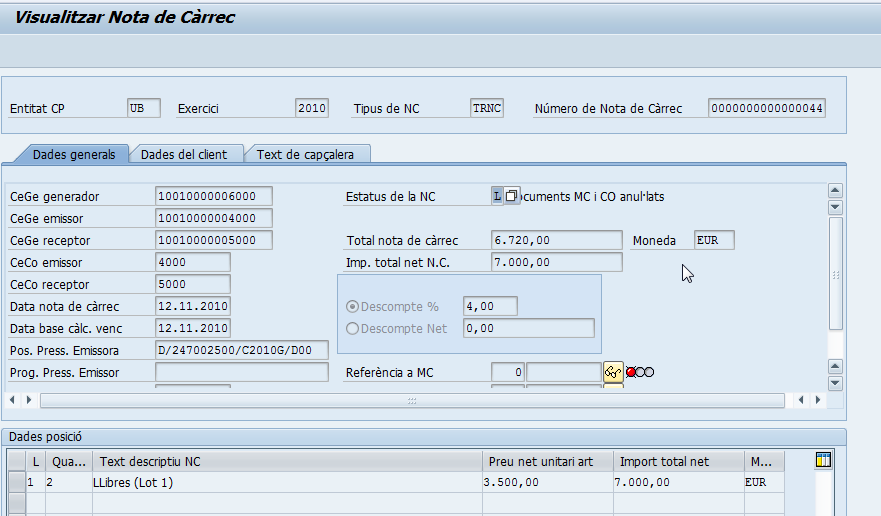 Visualitzar Nota de Càrrec
Entitat CP UB Exercici 2010 Tipus de NC TRNC Número de Nota de Càrrec 0000000000000044
Dades generals Dades del client Text de capçalera
CeGe generador 10010000006000 Estatus de la NC L ocuments MC i CO anul·lats
CeGe emissor 10010000004000
CeGe receptor 10010000005000 Total nota de càrrec 6.720,00 Moneda EUR
CeCo emissor 4000 Imp. total net N.C. 7.000,00
CeCo receptor 5000
Data nota de càrrec 12.11.2010 Descompte % 4,00
Data base càlc. venc 12.11.2010 Descompte Net 0,00
Pos. Press. Emissora D/247002500/C2010G/D00
Prog. Press. Emissor Referència a MC 0
Dades posició
L Qua... Text descriptiu NC Preu net unitari art Import total net M...
1 2 LLibres (Lot 1) 3.500,00 7.000,00 EUR